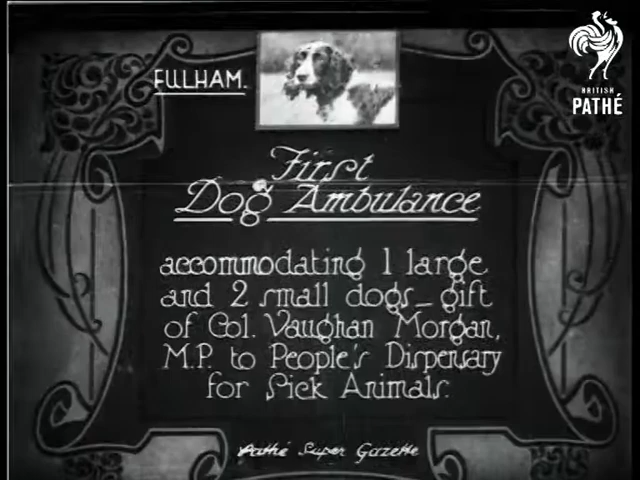 FULHAM.
BRITISH
PATHÉ
First
Dog Ambulance
accommodating 1 large
and 2 small dogs_ gift
of Col. Vaughan Morgan,
M.P. to People's Dispensary
for Sick Animals.
Pathé Super Gazette